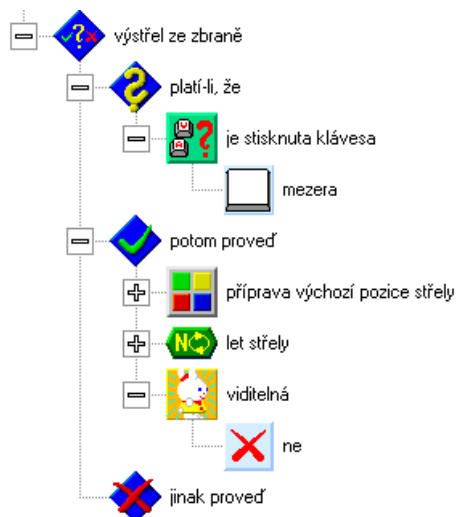 výstřel ze zbraně
platí-li, že
je stisknuta klávesa
mezera
potom proveď
příprava výchozí pozice střely
N
let střely
viditelná
ne
jinak proveď